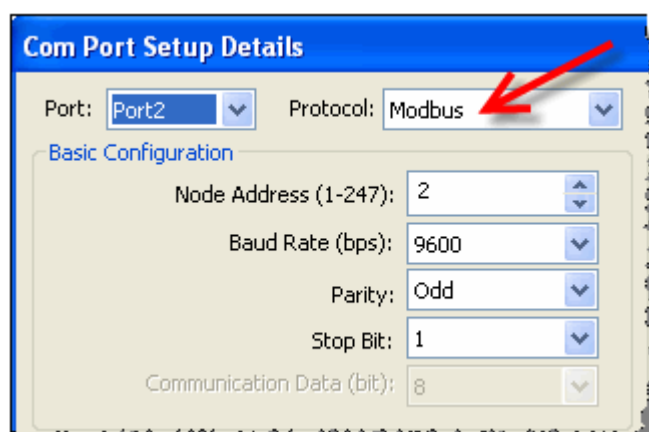 Com Port Setup Details
Port: Port2 Protocol: Modbus
Basic Configuration
Node Address (1-247): 2
Baud Rate (bps): 9600
Parity: Odd
Stop Bit: 1
Communication Data (bit): 8